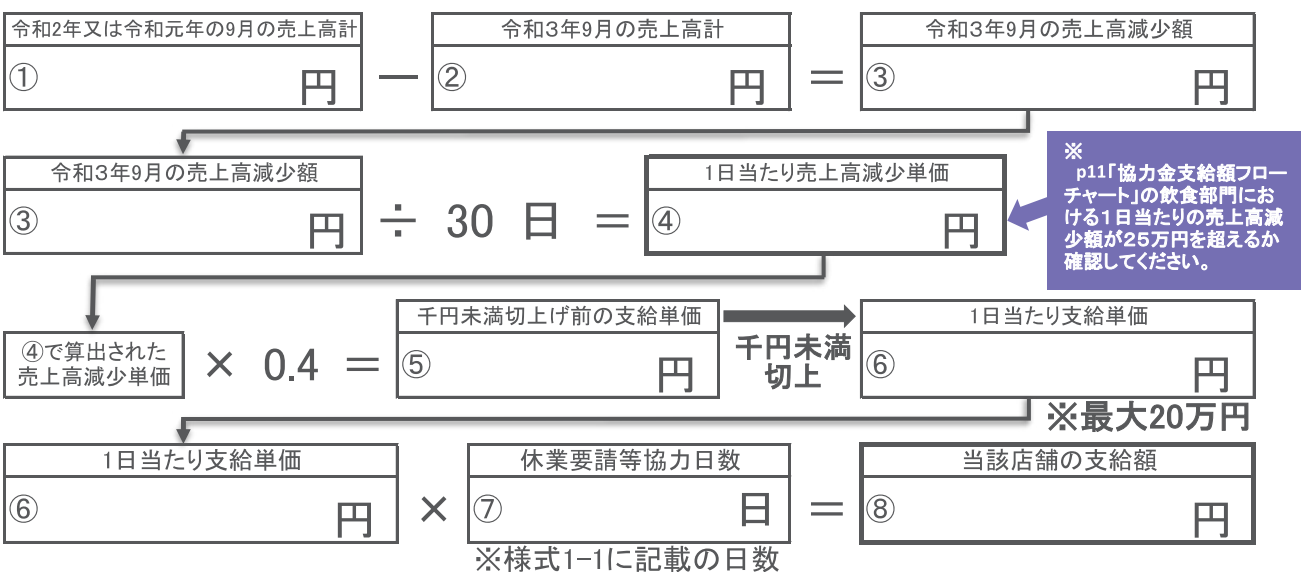 令和2年又は令和元年の9月の売上高計
① 円
－
令和3年9月の売上高計
② 円
＝
令和3年9月の売上高減少額
③ 円
令和3年9月の売上高減少額
③ 円
÷ 30 日 ＝
1日当たり売上高減少単価
④ 円
※
p11「協力金支給額フロー
チャート」の飲食部門にお
ける1日当たりの売上高減
少額が25万円を超えるか
確認してください。
④で算出された
売上高減少単価
× 0.4 ＝
千円未満切上げ前の支給単価
⑤ 円
千円未満
切上
1日当たり支給単価
⑥ 円
※最大20万円
1日当たり支給単価
⑥ 円
×
休業要請等協力日数
⑦ 日
※様式1-1に記載の日数
＝
当該店舗の支給額
⑧ 円